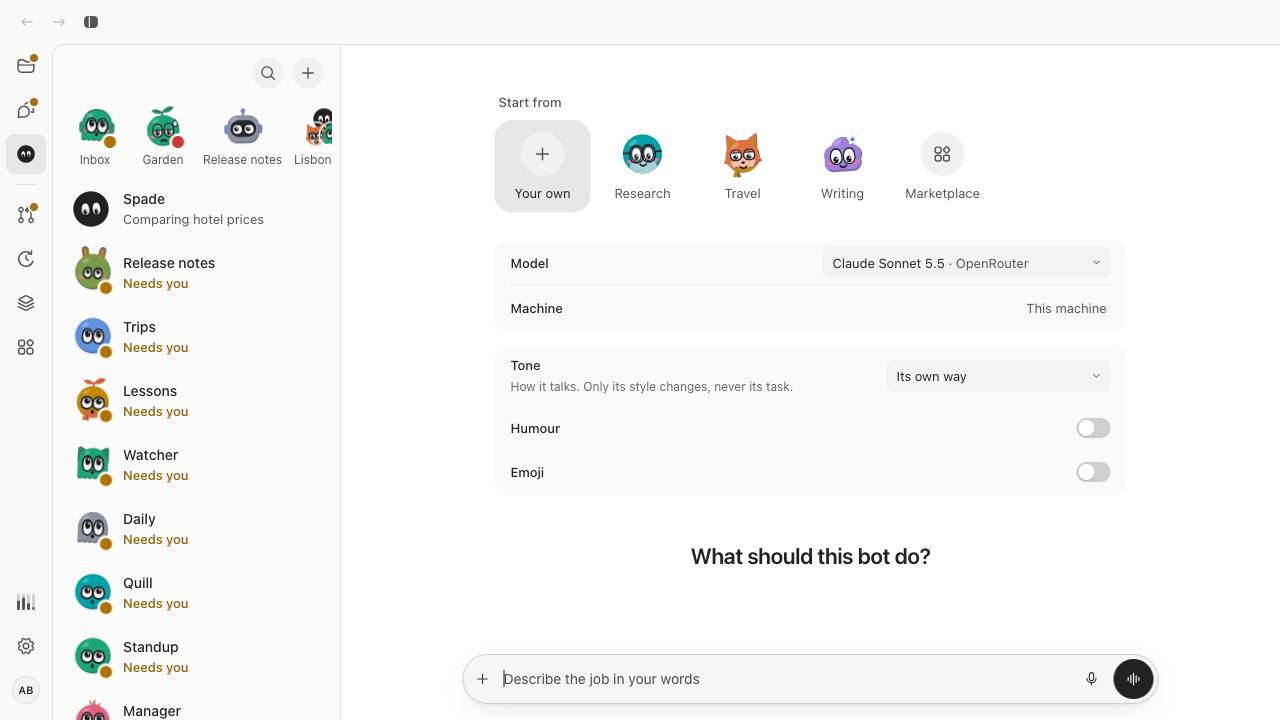 Inbox
Garden
Release notes
Lisbon
Spade
Comparing hotel prices
Release notes
Needs you
Trips
Needs you
Lessons
Needs you
Watcher
Needs you
Daily
Needs you
Quill
Needs you
Standup
Needs you
Manager
AB
Start from
Your own
Research
Travel
Writing
Marketplace
Model
Claude Sonnet 5.5 · OpenRouter
Machine
This machine
Tone
How it talks. Only its style changes, never its task.
Its own way
Humour
Emoji
What should this bot do?
Describe the job in your words